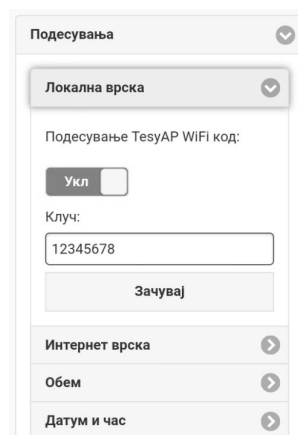 Подесувања
Локална врска
Подесување TesyAP WiFi код:
Укл
Клуч:
12345678
Зачувај
Интернет врска
Обем
Датум и час